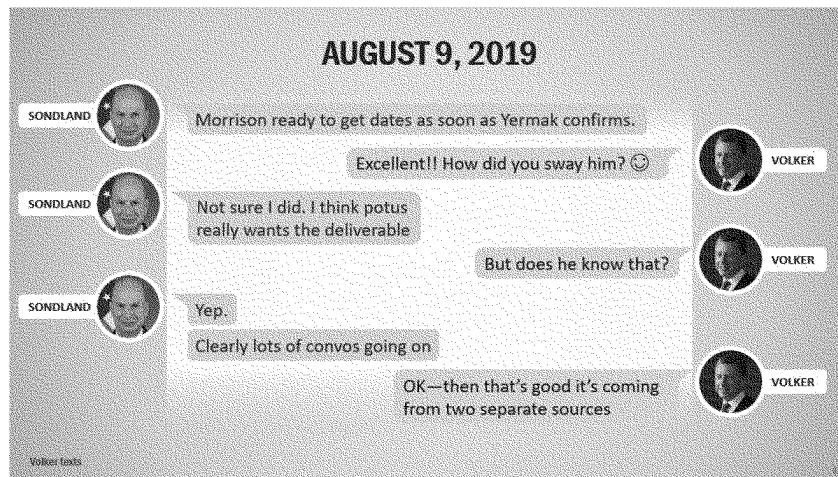 AUGUST 9, 2019
SONDLAND
Morrison ready to get dates as soon as Yermak confirms.
Excellent!! How did you sway him? ☺
VOLKER
SONDLAND
Not sure I did. I think potus
really wants the deliverable
But does he know that?
VOLKER
SONDLAND
Yep.
Clearly lots of convos going on
OK—then that's good it's coming
from two separate sources
VOLKER
Volker texts